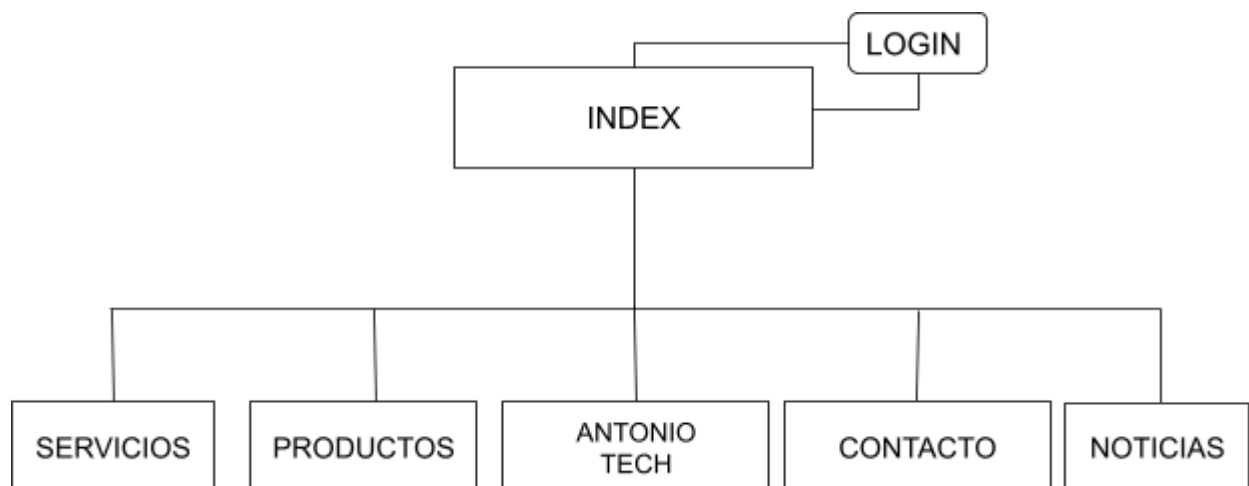 LOGIN
INDEX
SERVICIOS
PRODUCTOS
ANTONIO
TECH
CONTACTO
NOTICIAS